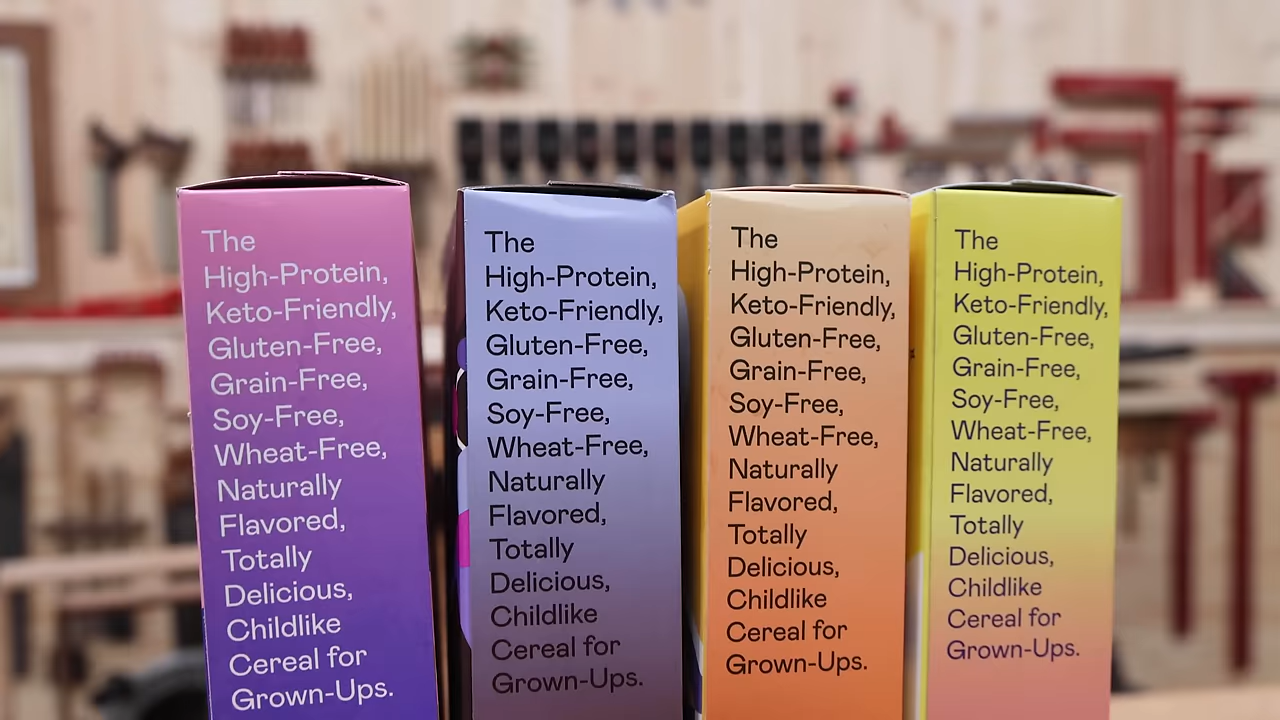 The
High-Protein,
Keto-Friendly,
Gluten-Free,
Grain-Free,
Soy-Free,
Wheat-Free,
Naturally
Flavored,
Totally
Delicious,
Childlike
Cereal for
Grown-Ups.
The
High-Protein,
Keto-Friendly,
Gluten-Free,
Grain-Free,
Soy-Free,
Wheat-Free,
Naturally
Flavored,
Totally
Delicious,
Childlike
Cereal for
Grown-Ups.
The
High-Protein,
Keto-Friendly,
Gluten-Free,
Grain-Free,
Soy-Free,
Wheat-Free,
Naturally
Flavored,
Totally
Delicious,
Childlike
Cereal for
Grown-Ups.
The
High-Protein,
Keto-Friendly,
Gluten-Free,
Grain-Free,
Soy-Free,
Wheat-Free,
Naturally
Flavored,
Totally
Delicious,
Childlike
Cereal for
Grown-Ups.